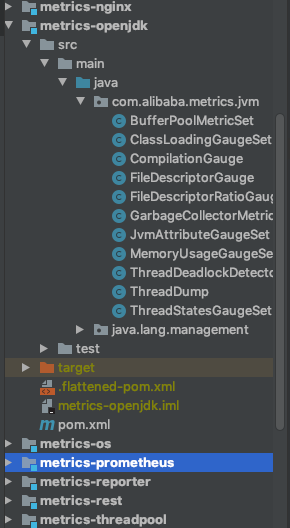 metrics-nginx
metrics-openjdk
src
main
java
com.alibaba.metrics.jvm
BufferPoolMetricSet
ClassLoadingGaugeSet
CompilationGauge
FileDescriptorGauge
FileDescriptorRatioGau
GarbageCollectorMetric
JvmAttributeGaugeSet
MemoryUsageGaugeSe
ThreadDeadlockDetecto
ThreadDump
ThreadStatesGaugeSet
java.lang.management
test
target
.flattened-pom.xml
metrics-openjdk.iml
pom.xml
metrics-os
metrics-prometheus
metrics-reporter
metrics-rest
metrics-threadpool